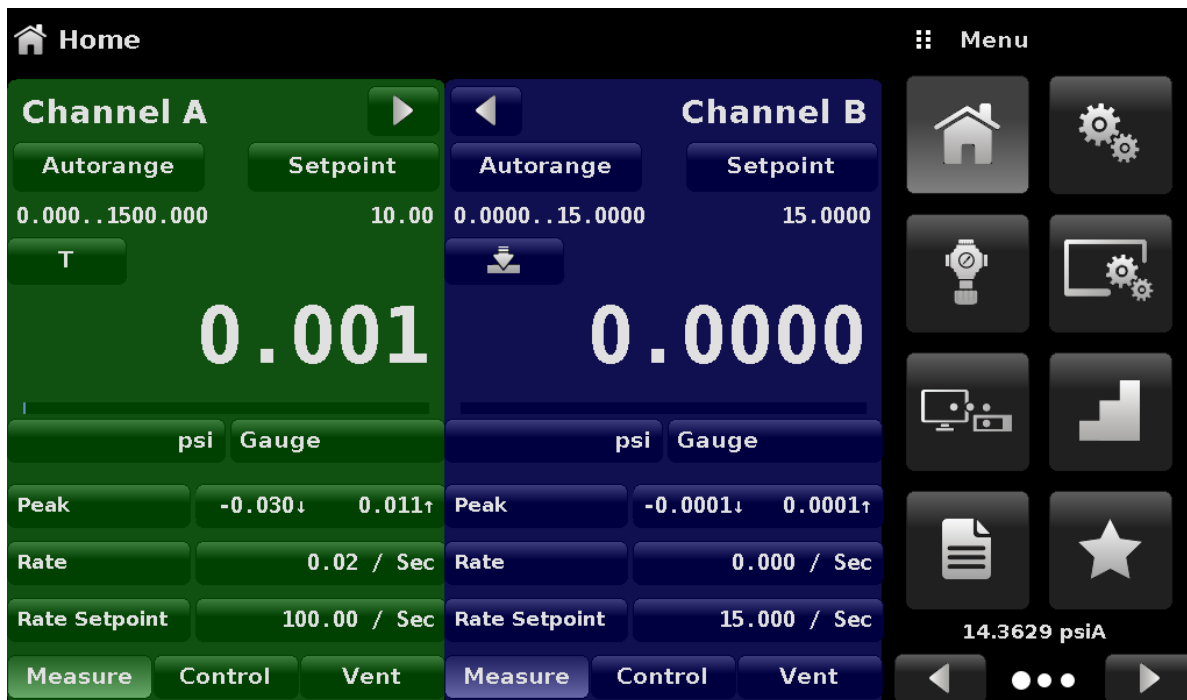 Home
Menu
Channel A
Channel B
Autorange Setpoint
Autorange Setpoint
0.000..1500.000 10.00
0.0000..15.0000 15.0000
T
0.001
0.0000
psi Gauge
psi Gauge
Peak -0.030↓ 0.011↑
Peak -0.0001↓ 0.0001↑
Rate 0.02 / Sec
Rate 0.000 / Sec
Rate Setpoint 100.00 / Sec
Rate Setpoint 15.000 / Sec
14.3629 psiA
Measure Control Vent
Measure Control Vent